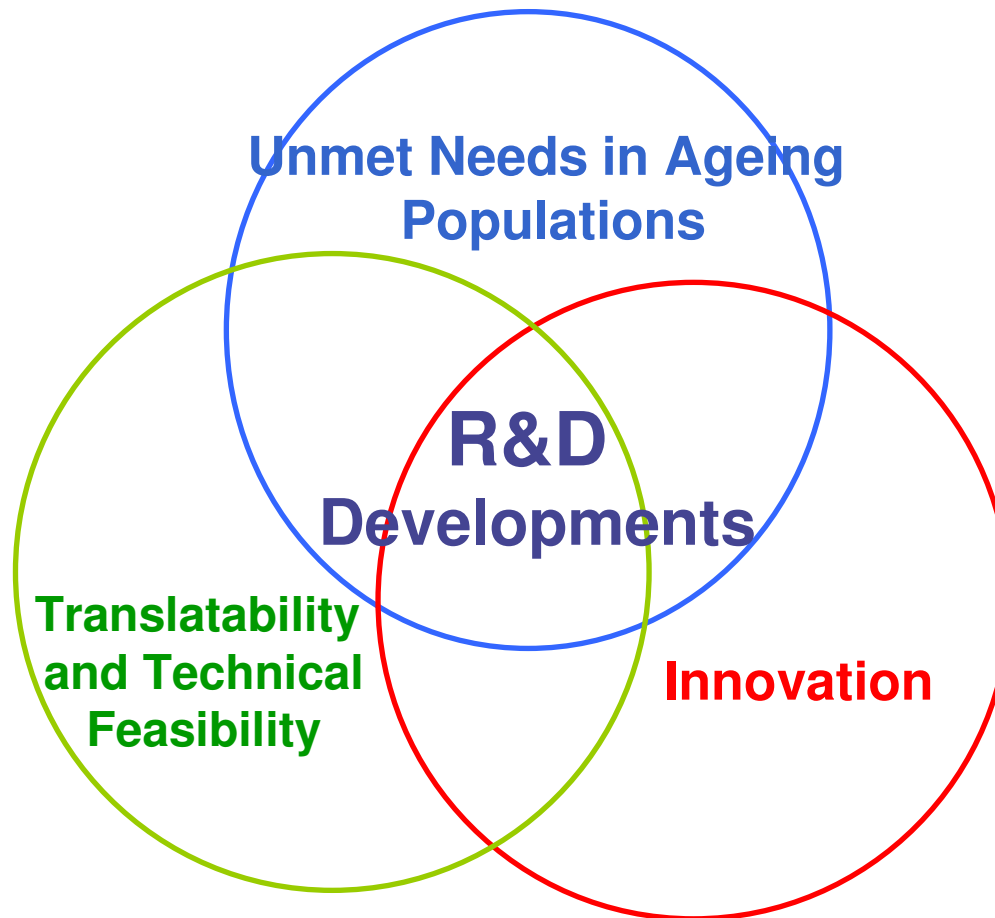 Unmet Needs in Ageing
Populations
R&D
Developments
Translatability
and Technical
Feasibility
Innovation